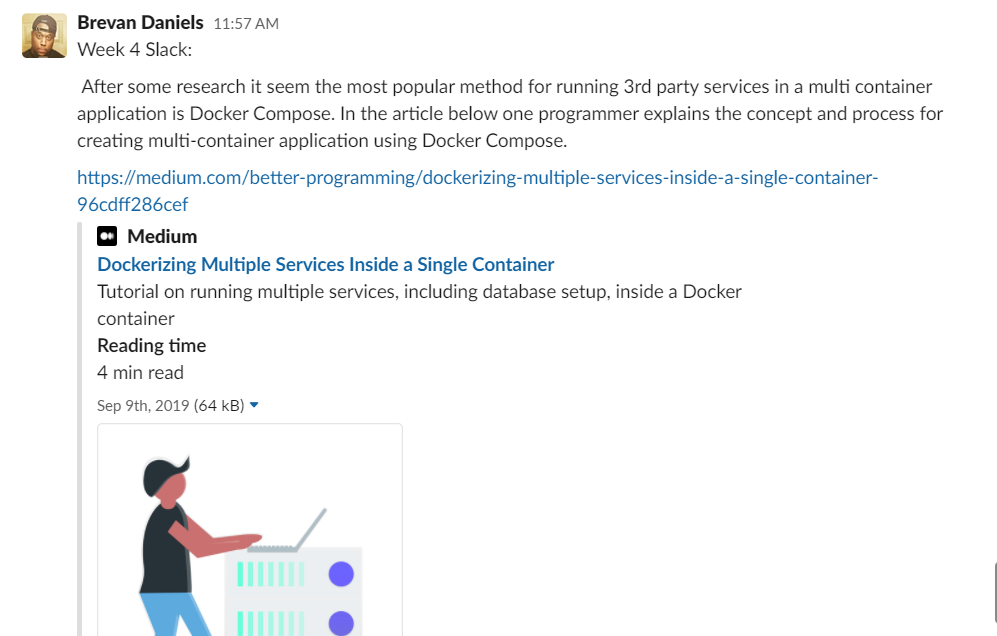 Brevan Daniels 11:57 AM
Week 4 Slack:
After some research it seem the most popular method for running 3rd party services in a multi container
application is Docker Compose. In the article below one programmer explains the concept and process for
creating multi-container application using Docker Compose.
https://medium.com/better-programming/dockerizing-multiple-services-inside-a-single-container-
96cdff286cef
Medium
Dockerizing Multiple Services Inside a Single Container
Tutorial on running multiple services, including database setup, inside a Docker
container
Reading time
4 min read
Sep 9th, 2019 (64 kB)